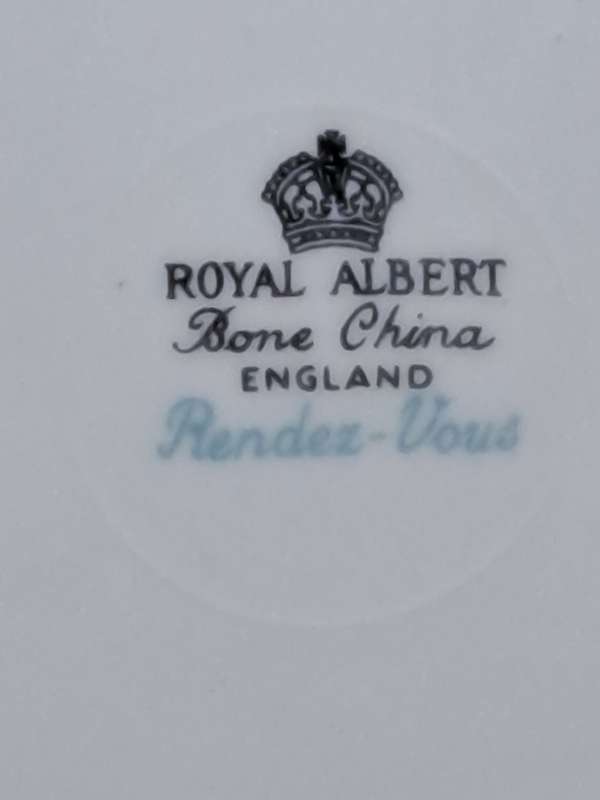 ROYAL ALBERT
Bone China
ENGLAND
Rendez-Vous